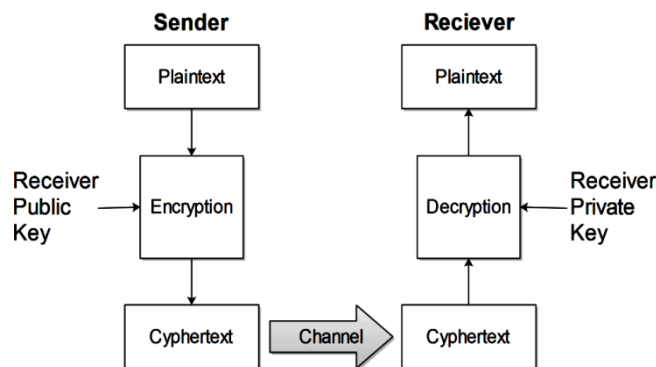 Sender
Reciever
Plaintext
Plaintext
Receiver
Public
Key
Encryption
Decryption
Receiver
Private
Key
Cyphertext
Channel
Cyphertext